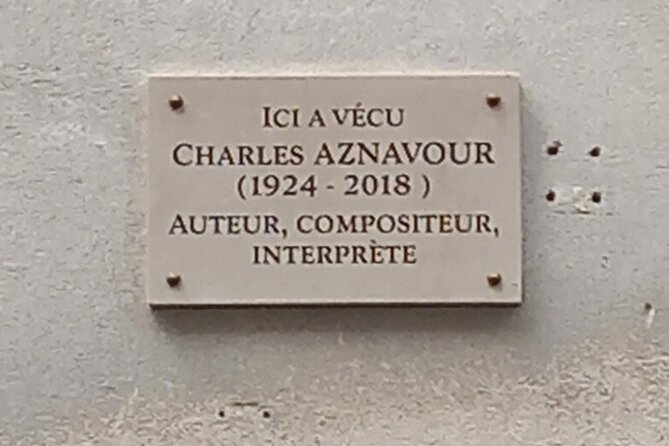 ICI A VÉCU
CHARLES AZNAVOUR
(1924 - 2018 )
AUTEUR, COMPOSITEUR,
INTERPRÈTE